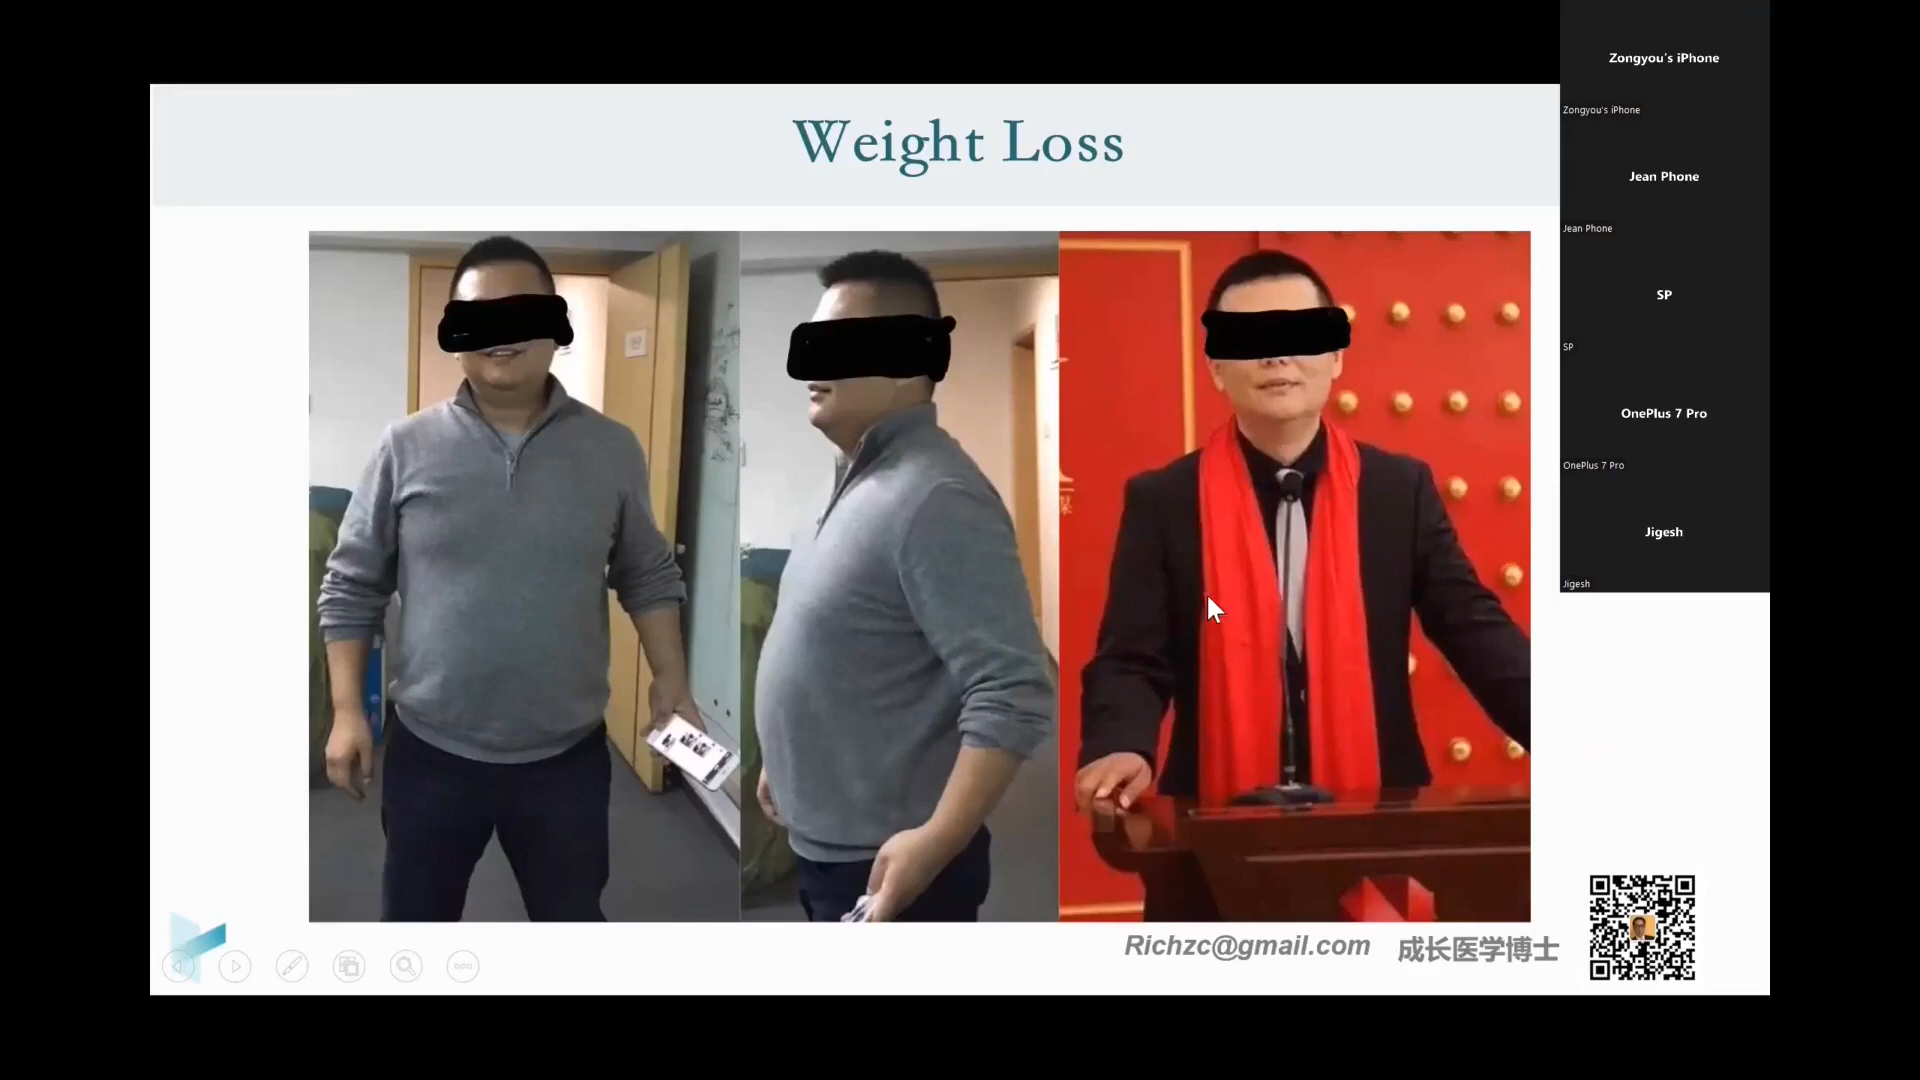 Weight Loss
Richzc@gmail.com 成长医学博士
Zongyou's iPhone
Zongyou's iPhone
Jean Phone
Jean Phone
SP
SP
OnePlus 7 Pro
OnePlus 7 Pro
Jigesh
Jigesh